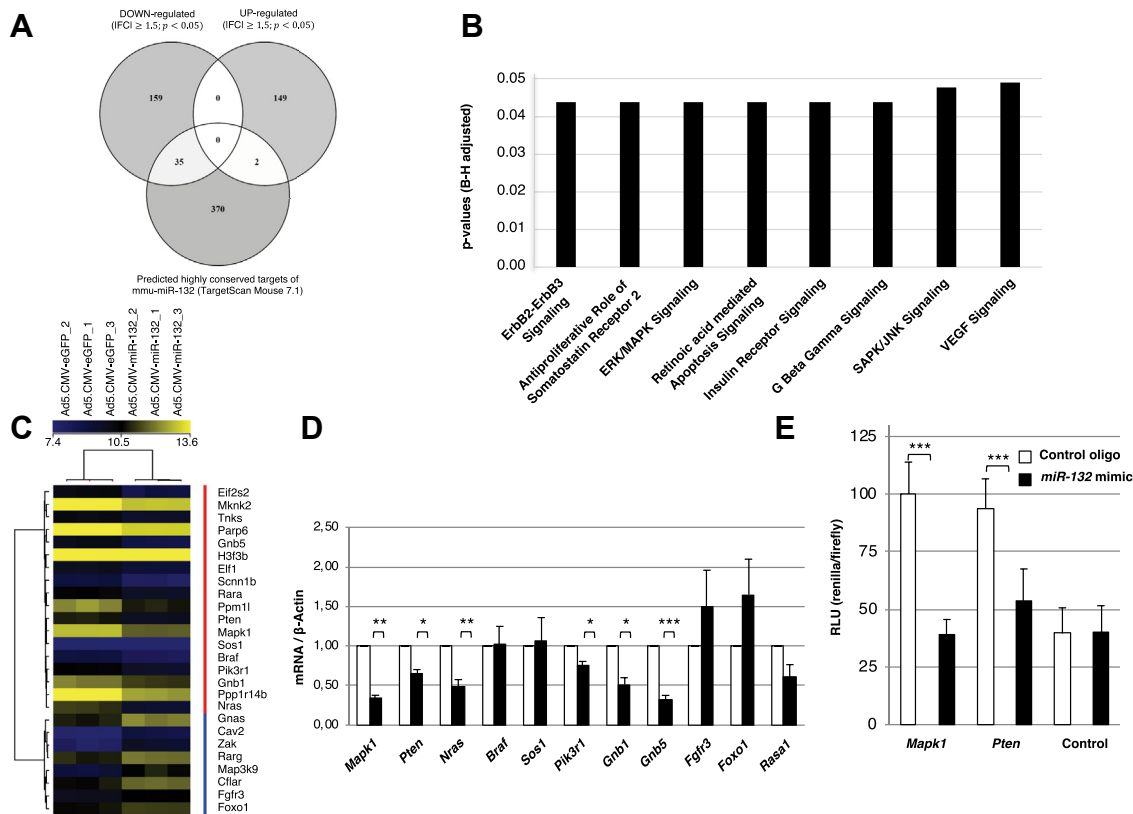 A
DOWN-regulated
(IFCI ≥ 1.5; p < 0.05)
UP-regulated
(IFCI ≥ 1,5; p < 0,05)
159
0
149
0
35
2
370
Predicted highly conserved targets of
mmu-miR-132 (TargetScan Mouse 7.1)
B
p-values (B-H adjusted)
0.05
0.04
0.03
0.02
0.01
0.00
ErbB2-ErbB3
Signaling
Antiproliferative Role of
Somatostatin Receptor 2
ERK/MAPK Signaling
Retinoic acid mediated
Apoptosis Signaling
Insulin Receptor Signaling
G Beta Gamma Signaling
SAPK/JNK Signaling
VEGF Signaling
C
Ad5.CMV-eGFP_2
Ad5.CMV-eGFP_1
Ad5.CMV-eGFP_3
Ad5.CMV-miR-132_2
Ad5.CMV-miR-132_1
Ad5.CMV-miR-132_3
7.4 10.5 13.6
Eif2s2
Mknk2
Tnks
Parp6
Gnb5
H3f3b
Elf1
Scnn1b
Rara
Ppm1l
Pten
Mapk1
Sos1
Braf
Pik3r1
Gnb1
Ppp1r14b
Nras
Gnas
Cav2
Zak
Rarg
Map3k9
Cflar
Fgfr3
Foxo1
D
mRNA / β-Actin
2,50
2,00
1,50
1,00
0,50
0,00
** * ** * * ***
Mapk1
Pten
Nras
Braf
Sos1
Pik3r1
Gnb1
Gnb5
Fgfr3
Foxo1
Rasa1
E
RLU (renilla/firefly)
125
100
75
50
25
0
*** ***
Control oligo
miR-132 mimic
Mapk1 Pten Control